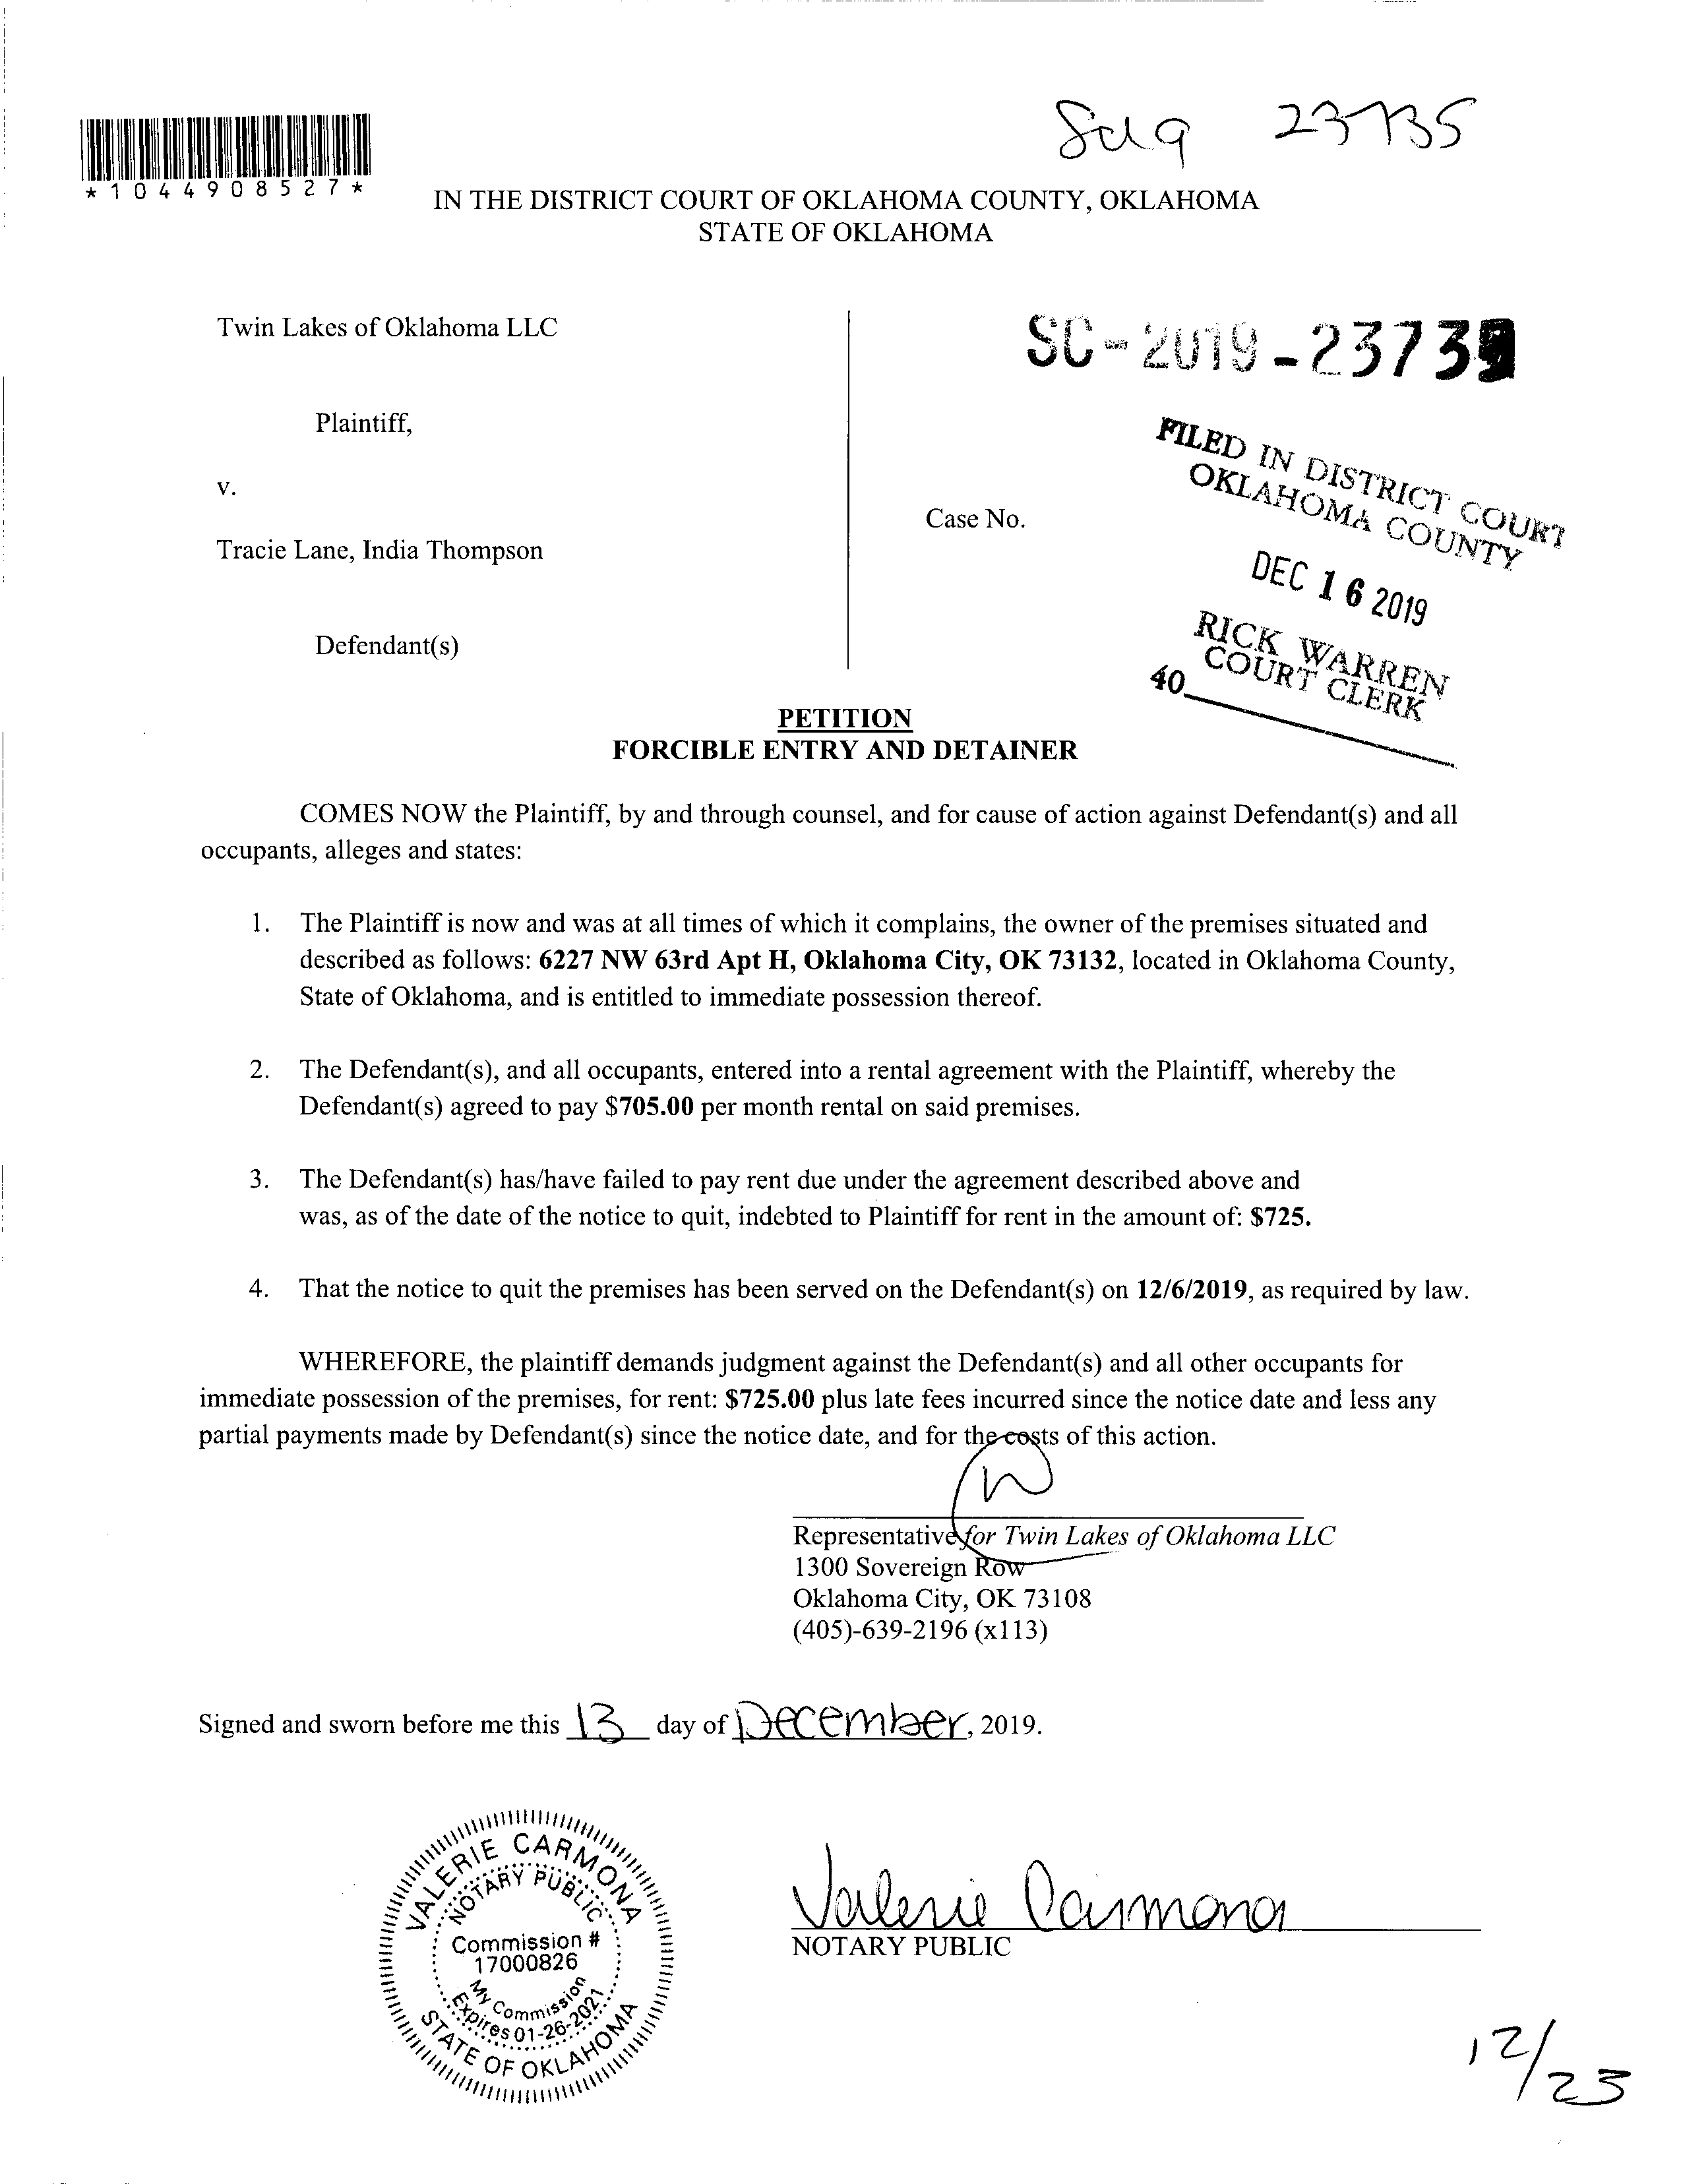 23735
*1044908527*
IN THE DISTRICT COURT OF OKLAHOMA COUNTY, OKLAHOMA
STATE OF OKLAHOMA
Twin Lakes of Oklahoma LLC
SC-2019-2373
Plaintiff,
v.
Case No.
Tracie Lane, India Thompson
Defendant(s)
FILED IN DISTRICT COURT
OKLAHOMA COUNTY
DEC 16 2019
RICK WARREN
COURT CLERK
40
PETITION
FORCIBLE ENTRY AND DETAINER
COMES NOW the Plaintiff, by and through counsel, and for cause of action against Defendant(s) and all
occupants, alleges and states:
1. The Plaintiff is now and was at all times of which it complains, the owner of the premises situated and
described as follows: 6227 NW 63rd Apt H, Oklahoma City, OK 73132, located in Oklahoma County,
State of Oklahoma, and is entitled to immediate possession thereof.
2. The Defendant(s), and all occupants, entered into a rental agreement with the Plaintiff, whereby the
Defendant(s) agreed to pay $705.00 per month rental on said premises.
3. The Defendant(s) has/have failed to pay rent due under the agreement described above and
was, as of the date of the notice to quit, indebted to Plaintiff for rent in the amount of: $725.
4. That the notice to quit the premises has been served on the Defendant(s) on 12/6/2019, as required by law.
WHEREFORE, the plaintiff demands judgment against the Defendant(s) and all other occupants for
immediate possession of the premises, for rent: $725.00 plus late fees incurred since the notice date and less any
partial payments made by Defendant(s) since the notice date, and for the costs of this action.
Representative for Twin Lakes of Oklahoma LLC
1300 Sovereign Row
Oklahoma City, OK 73108
(405)-639-2196 (x113)
Signed and sworn before me this 13 day of December, 2019.
VALERIE CARMONA
NOTARY PUBLIC
Commission #
17000826
My Commission
Expires 01-26-2021
STATE OF OKLAHOMA
Valerie Carmona
NOTARY PUBLIC
12/23